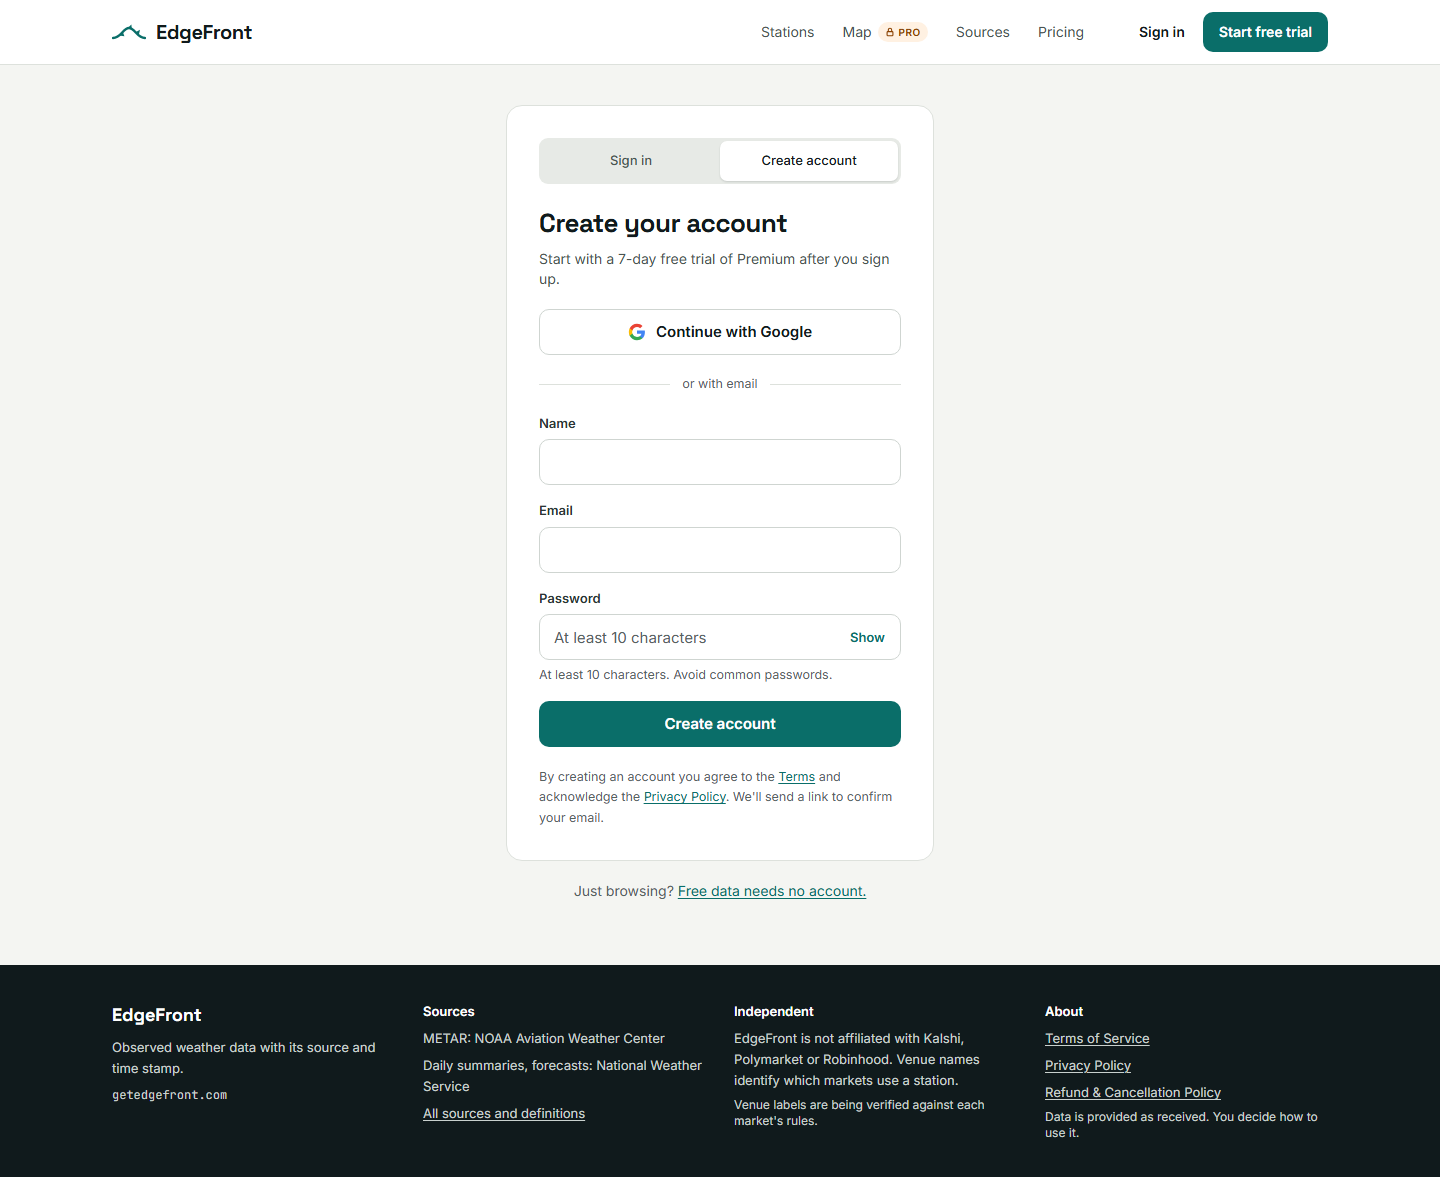 EdgeFront
Stations
Map
PRO
Sources
Pricing
Sign in
Start free trial
Sign in
Create account
Create your account
Start with a 7-day free trial of Premium after you sign
up.
Continue with Google
or with email
Name
Email
Password
At least 10 characters
Show
At least 10 characters. Avoid common passwords.
Create account
By creating an account you agree to the Terms and
acknowledge the Privacy Policy. We'll send a link to confirm
your email.
Just browsing? Free data needs no account.
EdgeFront
Observed weather data with its source and
time stamp.
getedgefront.com
Sources
METAR: NOAA Aviation Weather Center
Daily summaries, forecasts: National Weather
Service
All sources and definitions
Independent
EdgeFront is not affiliated with Kalshi,
Polymarket or Robinhood. Venue names
identify which markets use a station.
Venue labels are being verified against each
market's rules.
About
Terms of Service
Privacy Policy
Refund & Cancellation Policy
Data is provided as received. You decide how to
use it.